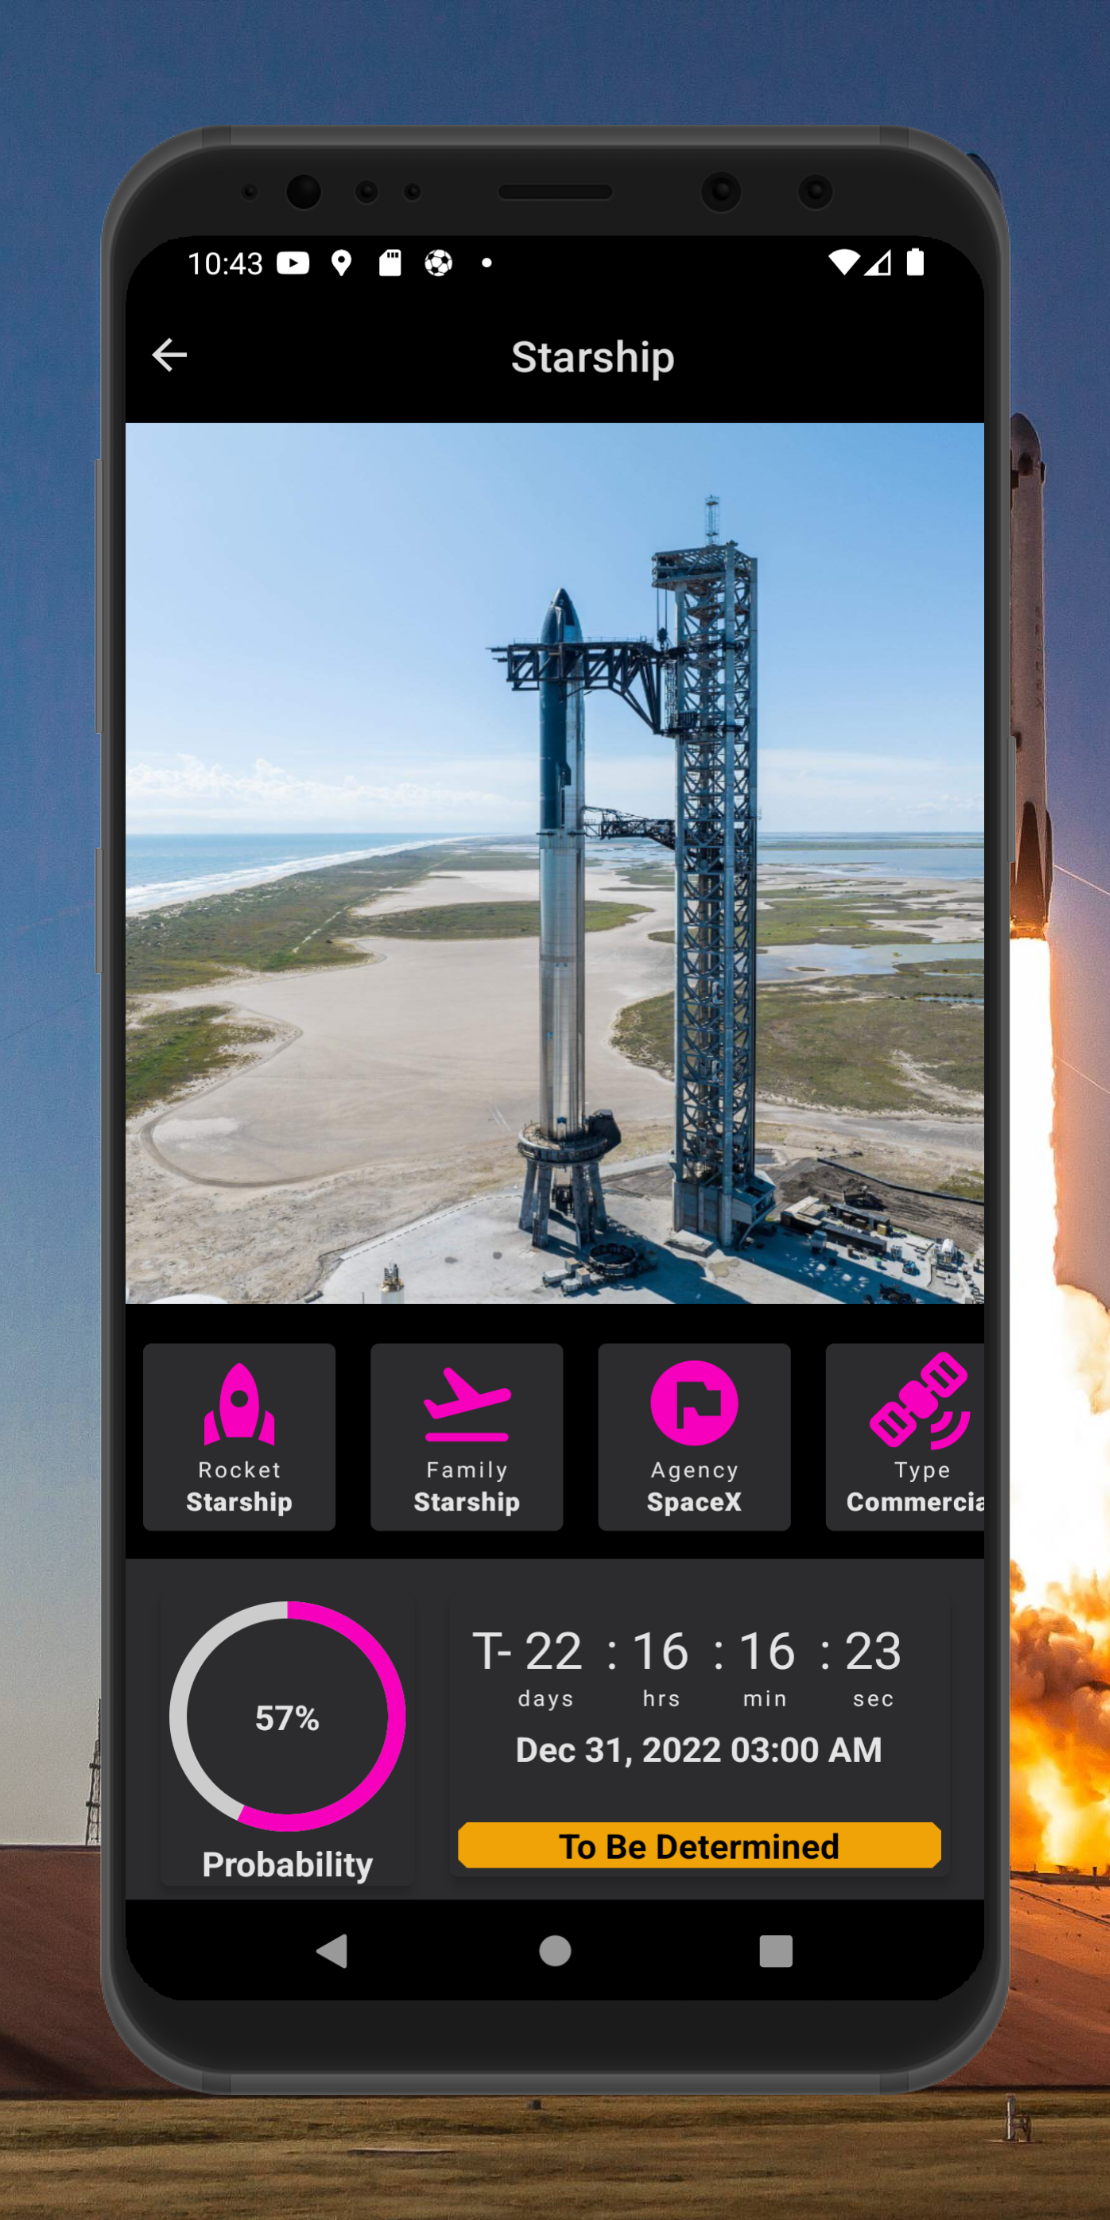 10:43
Starship
Rocket
Starship
Family
Starship
Agency
SpaceX
Type
Commercia
T- 22 : 16 : 16 : 23
days hrs min sec
Dec 31, 2022 03:00 AM
To Be Determined
57%
Probability